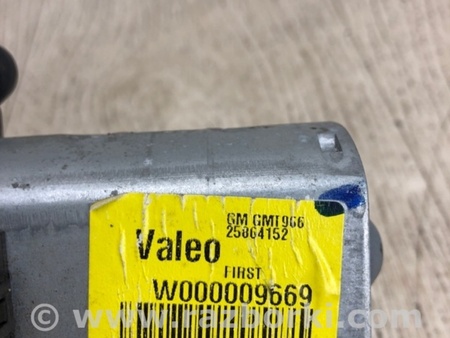 GM GMT966
25864152
Valeo
FIRST
W000009669
© www.razborki.com